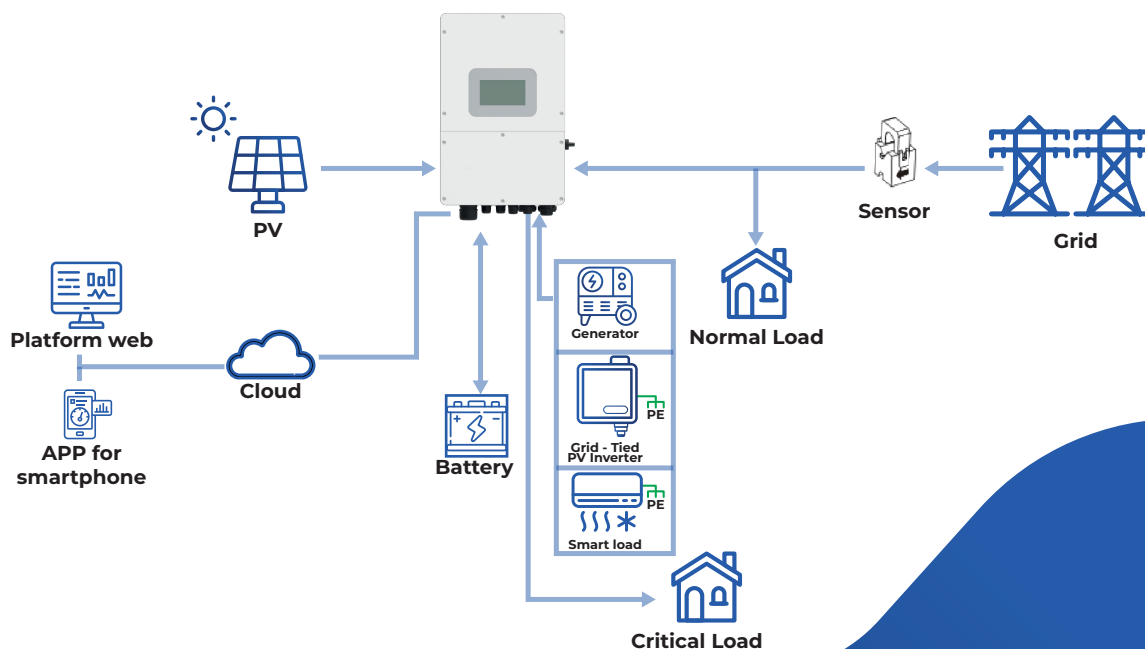 PV
Sensor
Grid
Platform web
Generator
Normal Load
Cloud
PE
APP for
smartphone
Grid - Tied
PV Inverter
Battery
PE
Smart load
Critical Load